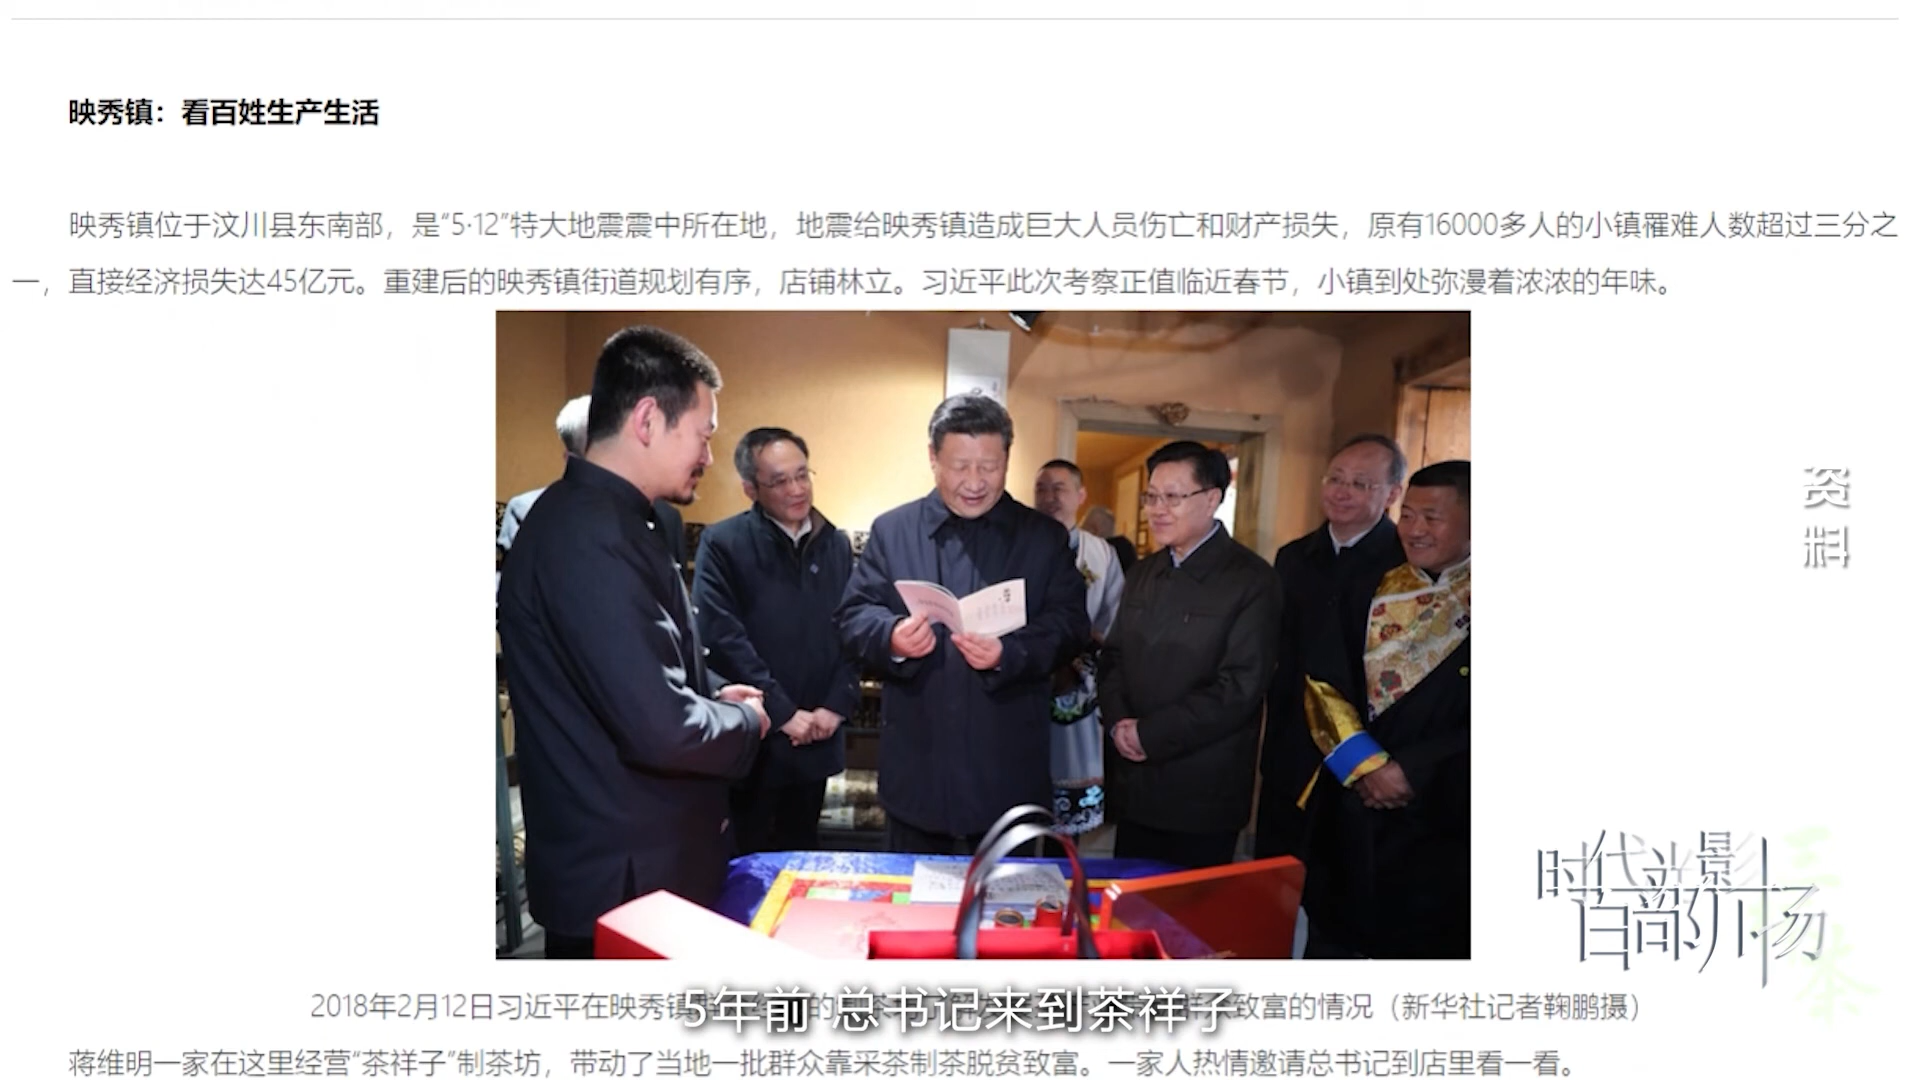 映秀镇：看百姓生产生活
映秀镇位于汶川县东南部，是“5·12”特大地震震中所在地，地震给映秀镇造成巨大人员伤亡和财产损失，原有16000多人的小镇罹难人数超过三分之
一，直接经济损失达45亿元。重建后的映秀镇街道规划有序，店铺林立。习近平此次考察正值临近春节，小镇到处弥漫着浓浓的年味。
资料
时代光影
百部川扬
2018年2月12日习近平在映秀镇 的 致富的情况（新华社记者鞠鹏摄）
5年前 总书记来到茶祥子
蒋维明一家在这里经营“茶祥子”制茶坊，带动了当地一批群众靠采茶制茶脱贫致富。一家人热情邀请总书记到店里看一看。